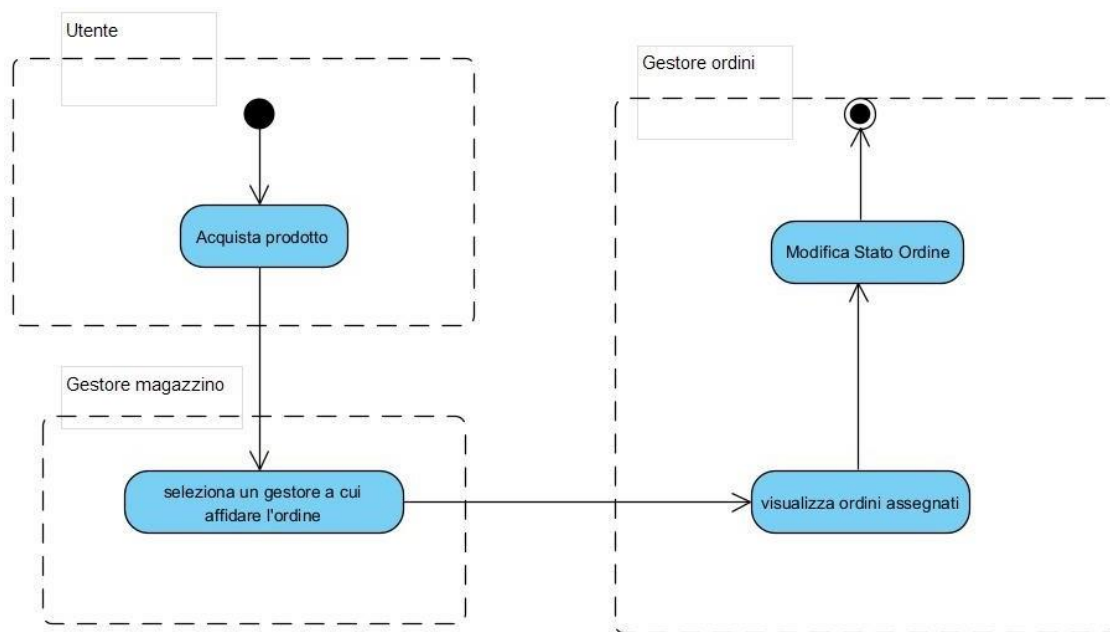 Utente
Acquista prodotto
Gestore magazzino
seleziona un gestore a cui
affidare l'ordine
Gestore ordini
Modifica Stato Ordine
visualizza ordini assegnati